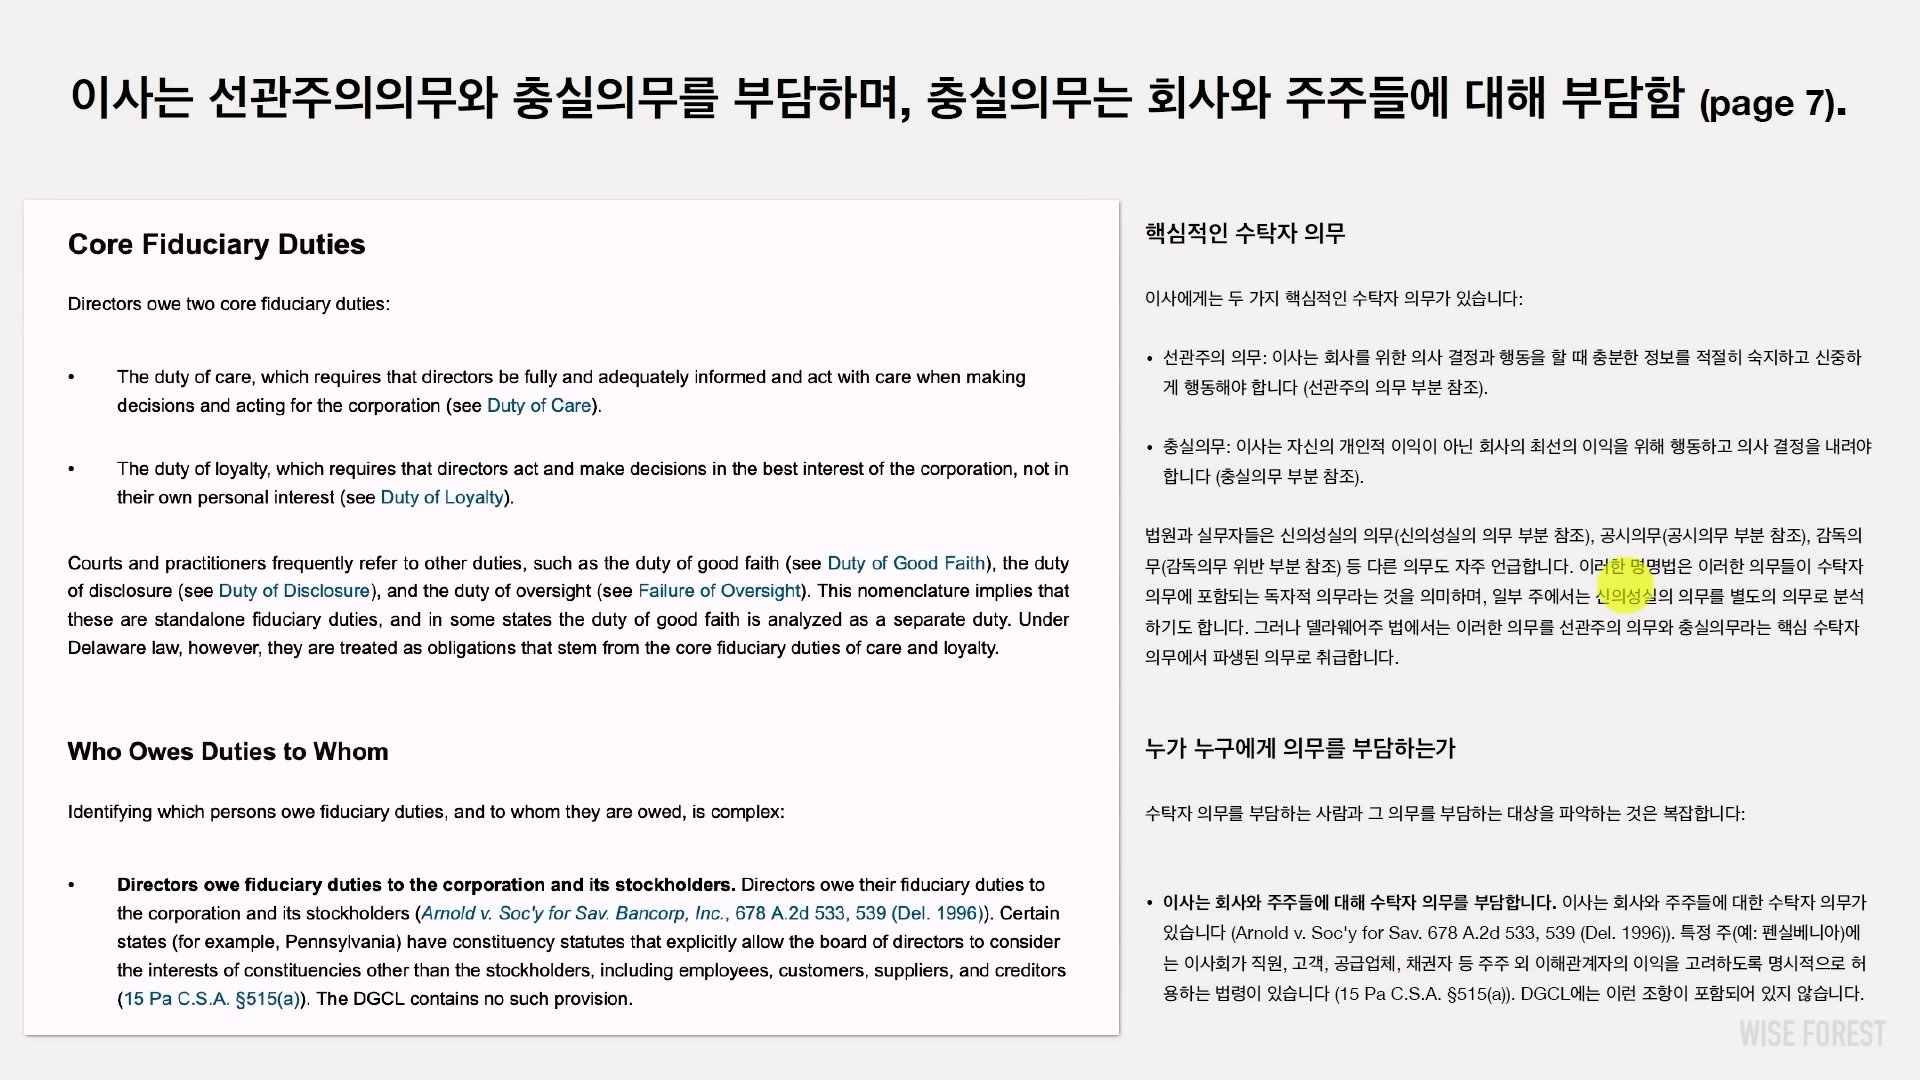 이사는 선관주의의무와 충실의무를 부담하며, 충실의무는 회사와 주주들에 대해 부담함 (page 7).
Core Fiduciary Duties
Directors owe two core fiduciary duties:
• The duty of care, which requires that directors be fully and adequately informed and act with care when making
decisions and acting for the corporation (see Duty of Care).
• The duty of loyalty, which requires that directors act and make decisions in the best interest of the corporation, not in
their own personal interest (see Duty of Loyalty).
Courts and practitioners frequently refer to other duties, such as the duty of good faith (see Duty of Good Faith), the duty
of disclosure (see Duty of Disclosure), and the duty of oversight (see Failure of Oversight). This nomenclature implies that
these are standalone fiduciary duties, and in some states the duty of good faith is analyzed as a separate duty. Under
Delaware law, however, they are treated as obligations that stem from the core fiduciary duties of care and loyalty.
Who Owes Duties to Whom
Identifying which persons owe fiduciary duties, and to whom they are owed, is complex:
• Directors owe fiduciary duties to the corporation and its stockholders. Directors owe their fiduciary duties to
the corporation and its stockholders (Arnold v. Soc'y for Sav. Bancorp, Inc., 678 A.2d 533, 539 (Del. 1996)). Certain
states (for example, Pennsylvania) have constituency statutes that explicitly allow the board of directors to consider
the interests of constituencies other than the stockholders, including employees, customers, suppliers, and creditors
(15 Pa C.S.A. §515(a)). The DGCL contains no such provision.
핵심적인 수탁자 의무
이사에게는 두 가지 핵심적인 수탁자 의무가 있습니다:
• 선관주의 의무: 이사는 회사를 위한 의사 결정과 행동을 할 때 충분한 정보를 적절히 숙지하고 신중하
게 행동해야 합니다 (선관주의 의무 부분 참조).
• 충실의무: 이사는 자신의 개인적 이익이 아닌 회사의 최선의 이익을 위해 행동하고 의사 결정을 내려야
합니다 (충실의무 부분 참조).
법원과 실무자들은 신의성실의 의무(신의성실의 의무 부분 참조), 공시의무(공시의무 부분 참조), 감독의
무(감독의무 위반 부분 참조) 등 다른 의무도 자주 언급합니다. 이러한 명명법은 이러한 의무들이 수탁자
의무에 포함되는 독자적 의무라는 것을 의미하며, 일부 주에서는 신의성실의 의무를 별도의 의무로 분석
하기도 합니다. 그러나 델라웨어주 법에서는 이러한 의무를 선관주의 의무와 충실의무라는 핵심 수탁자
의무에서 파생된 의무로 취급합니다.
누가 누구에게 의무를 부담하는가
수탁자 의무를 부담하는 사람과 그 의무를 부담하는 대상을 파악하는 것은 복잡합니다:
• 이사는 회사와 주주들에 대해 수탁자 의무를 부담합니다. 이사는 회사와 주주들에 대한 수탁자 의무가
있습니다 (Arnold v. Soc'y for Sav. 678 A.2d 533, 539 (Del. 1996)). 특정 주(예: 펜실베니아)에
는 이사회가 직원, 고객, 공급업체, 채권자 등 주주 외 이해관계자의 이익을 고려하도록 명시적으로 허
용하는 법령이 있습니다 (15 Pa C.S.A. §515(a)). DGCL에는 이런 조항이 포함되어 있지 않습니다.
WISE FOREST